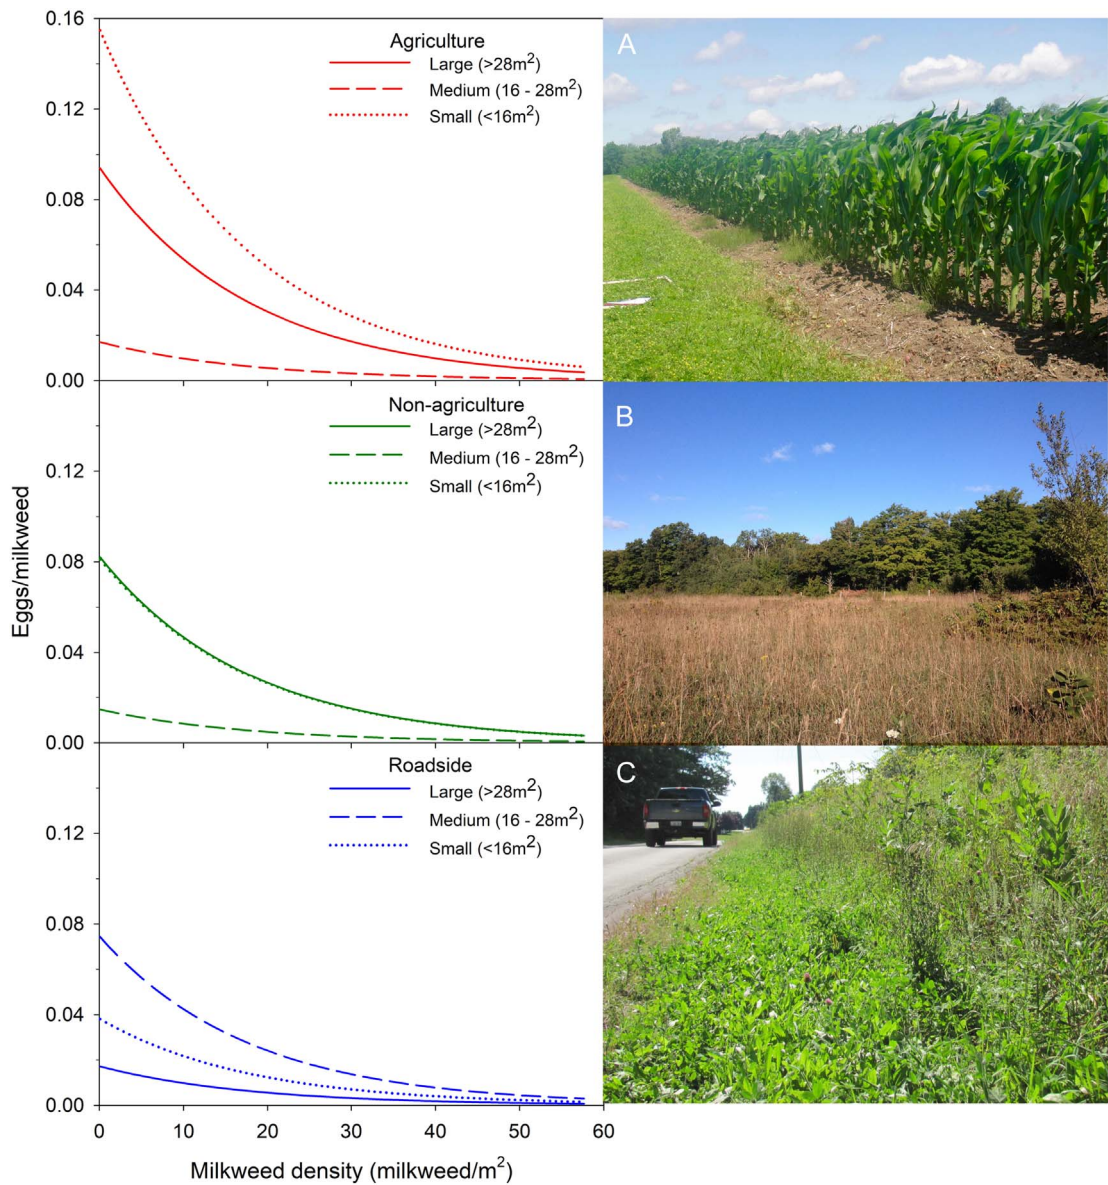 0.16
Agriculture
Large (>28m²)
Medium (16 - 28m²)
Small (<16m²)
0.12
0.08
0.04
0.00
A
Non-agriculture
Large (>28m²)
Medium (16 - 28m²)
Small (<16m²)
0.12
0.08
0.04
0.00
B
Roadside
Large (>28m²)
Medium (16 - 28m²)
Small (<16m²)
0.12
0.08
0.04
0.00
C
Eggs/milkweed
0 10 20 30 40 50 60
Milkweed density (milkweed/m²)